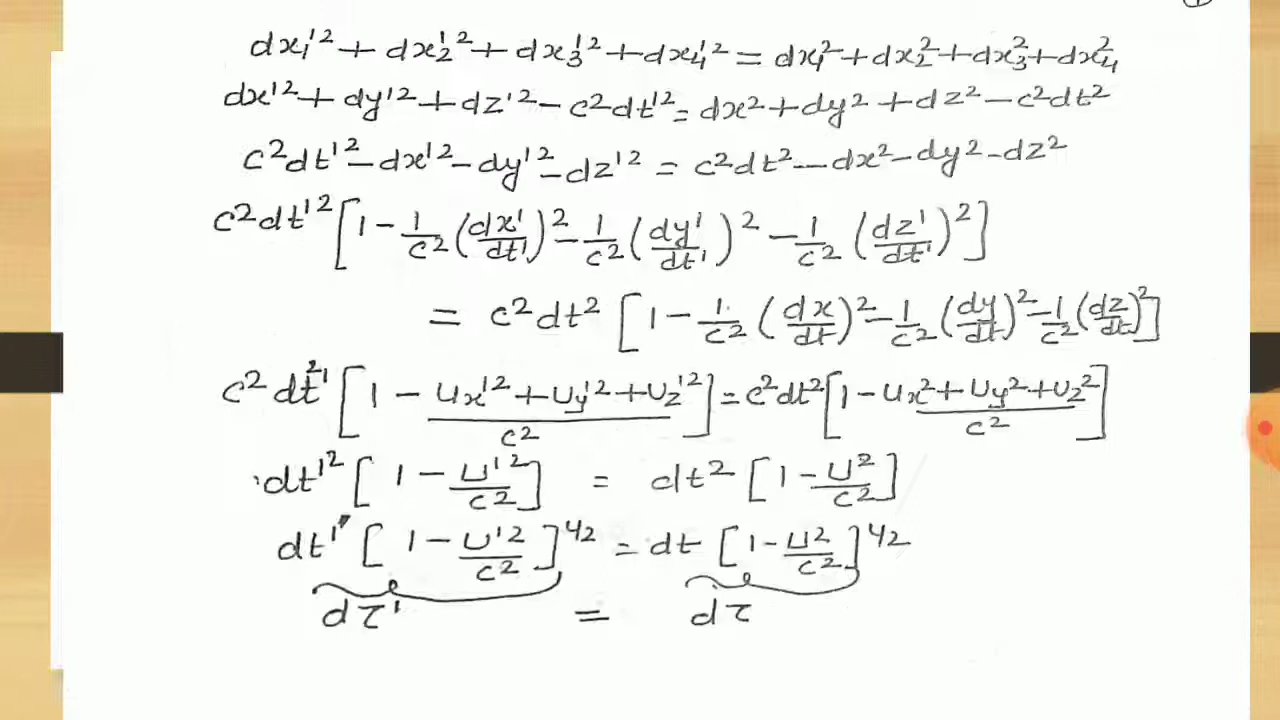 dx₁'² + dx₂'² + dx₃'² + dx₄'² = dx₁² + dx₂² + dx₃² + dx₄²
dx'² + dy'² + dz'² - c²dt'² = dx² + dy² + dz² - c²dt²
c²dt'² - dx'² - dy'² - dz'² = c²dt² - dx² - dy² - dz²
c²dt'² [1 - 1/c² (dx'/dt')² - 1/c² (dy'/dt')² - 1/c² (dz'/dt')²]
= c²dt² [1 - 1/c² (dx/dt)² - 1/c² (dy/dt)² - 1/c² (dz/dt)²]
c²dt²' [1 - (ux'² + uy'² + uz'²)/c²] = c²dt² [1 - (ux² + uy² + uz²)/c²]
dt'² [1 - u'²/c²] = dt² [1 - u²/c²]
dt' [1 - u'²/c²]^1/2 = dt [1 - u²/c²]^1/2
dτ' = dτ